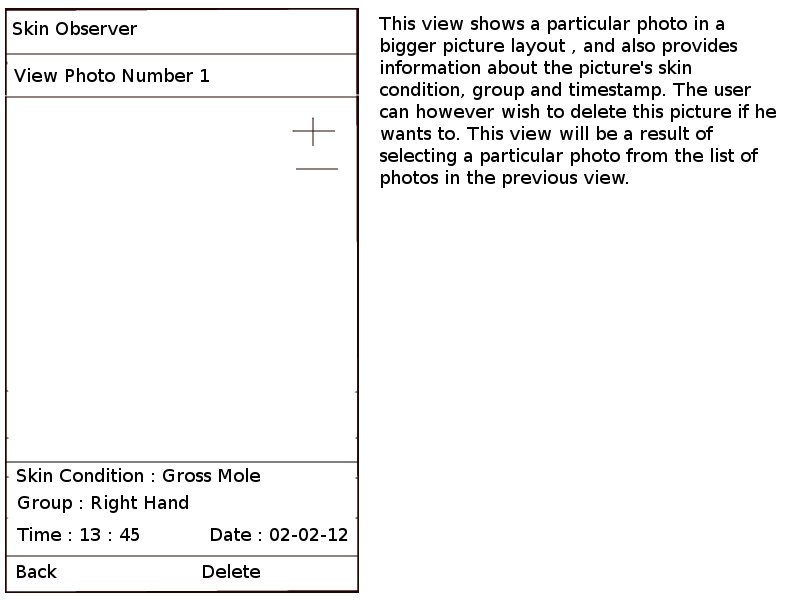 Skin Observer
View Photo Number 1
Skin Condition : Gross Mole
Group : Right Hand
Time : 13 : 45 Date : 02-02-12
Back Delete
This view shows a particular photo in a
bigger picture layout , and also provides
information about the picture's skin
condition, group and timestamp. The user
can however wish to delete this picture if he
wants to. This view will be a result of
selecting a particular photo from the list of
photos in the previous view.